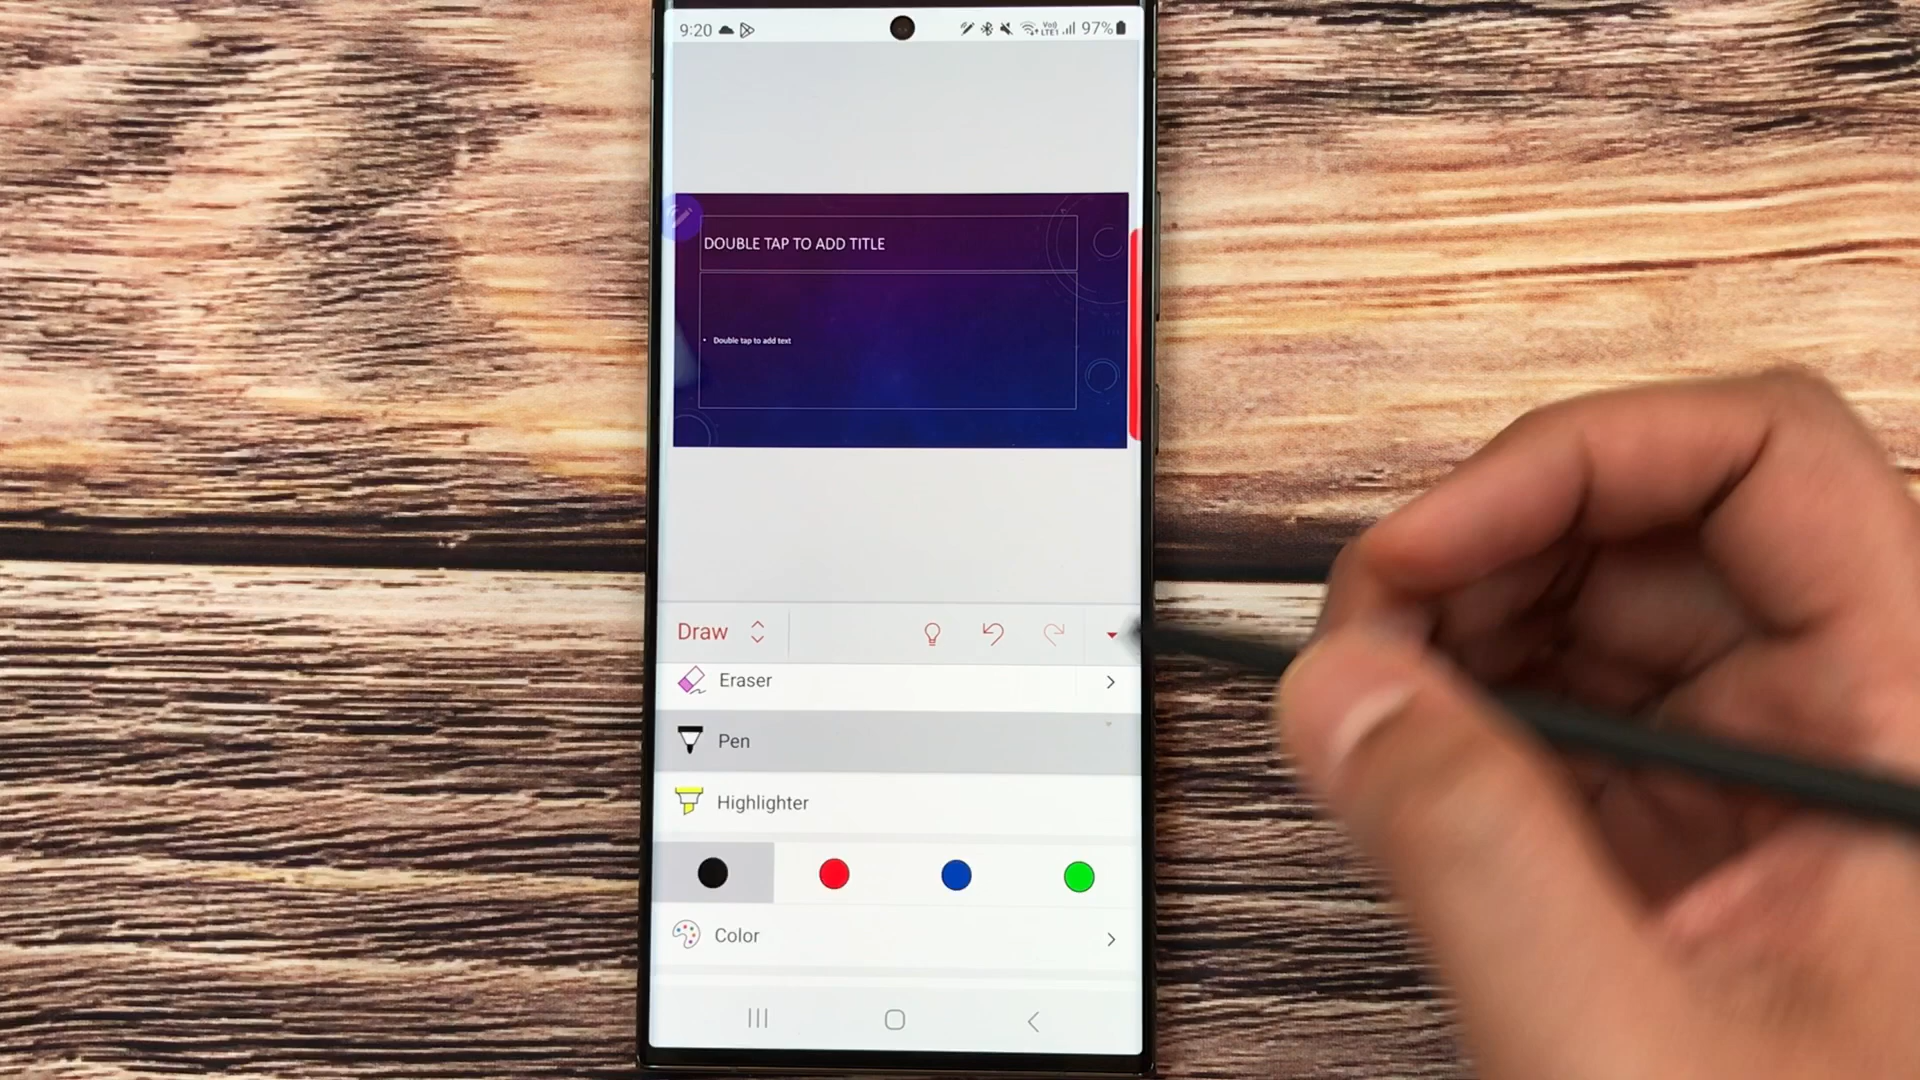 9:20 97%
DOUBLE TAP TO ADD TITLE
• Double tap to add text
Draw
Eraser
Pen
Highlighter
Color